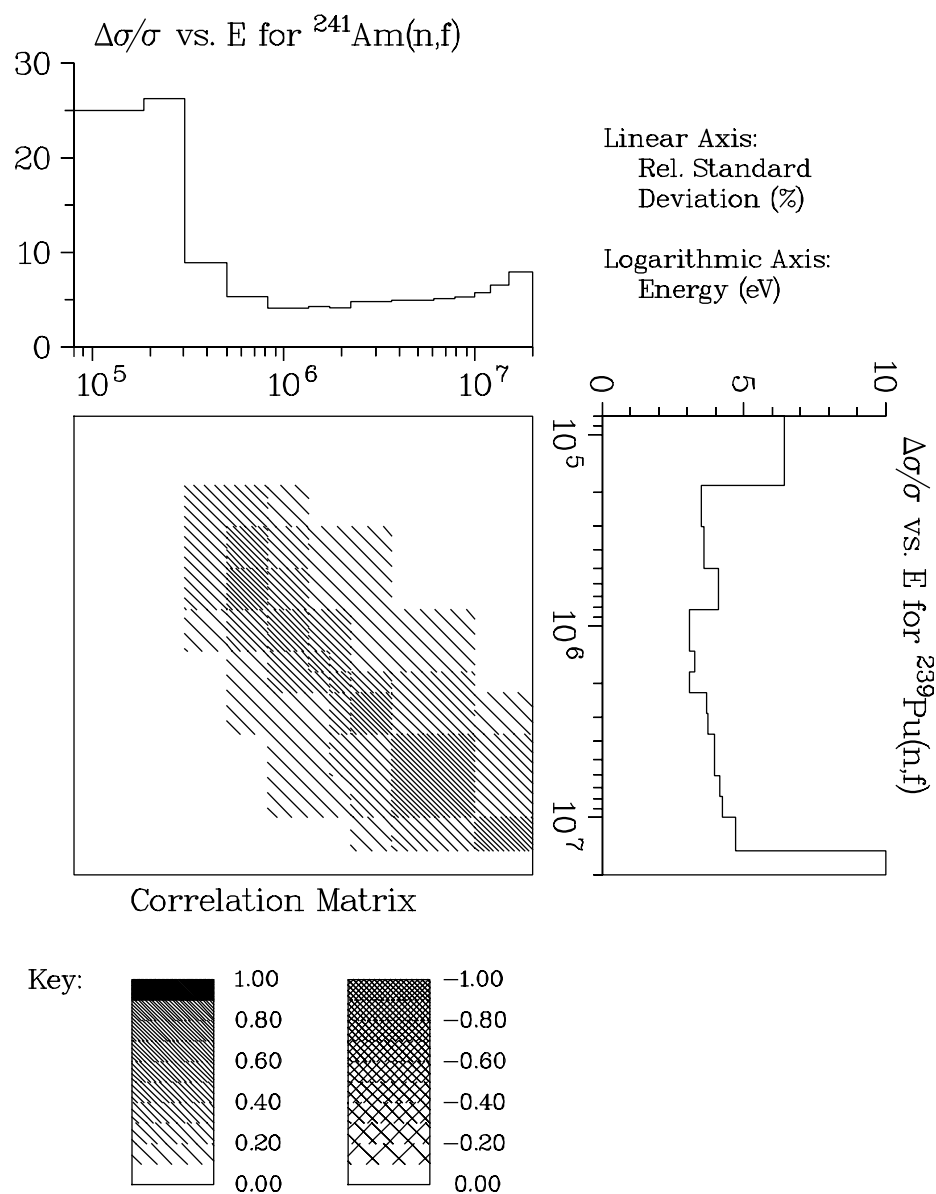 Δσ/σ vs. E for ²⁴¹Am(n,f)
30
20
10
0
10⁵ 10⁶ 10⁷
Linear Axis:
Rel. Standard
Deviation (%)
Logarithmic Axis:
Energy (eV)
0 5 10
10⁵
10⁶
10⁷
Δσ/σ vs. E for ²³⁹Pu(n,f)
Correlation Matrix
Key:
1.00
0.80
0.60
0.40
0.20
0.00
-1.00
-0.80
-0.60
-0.40
-0.20
0.00